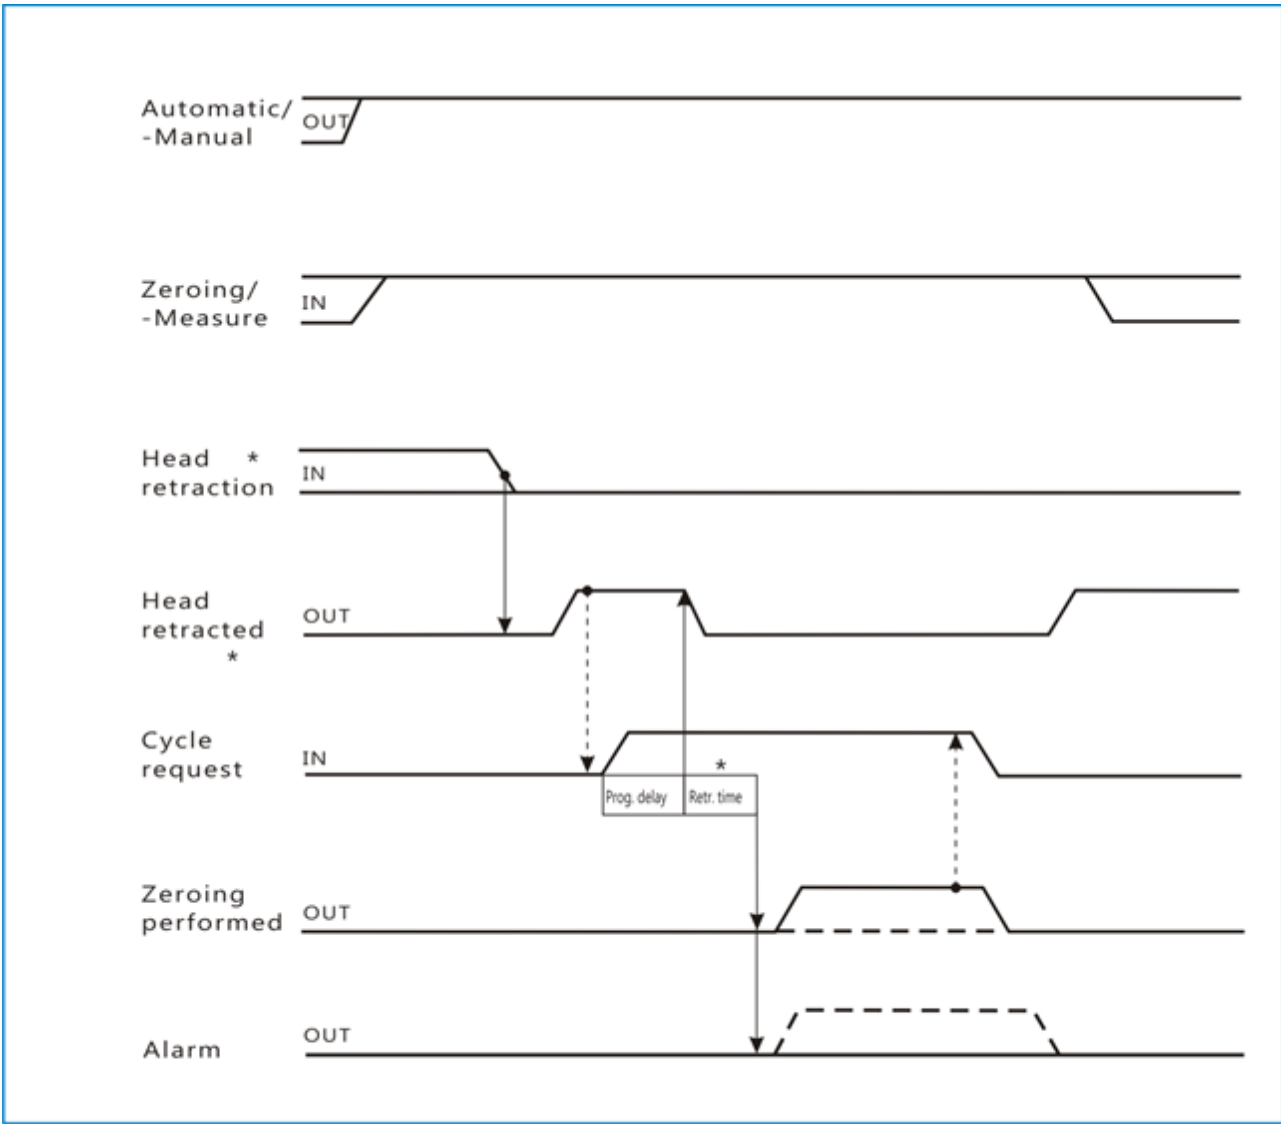 Automatic/
-Manual
OUT
Zeroing/
-Measure
IN
Head *
retraction
IN
Head
retracted
*
OUT
Cycle
request
IN
*
Prog. delay
Retr. time
Zeroing
performed
OUT
Alarm
OUT